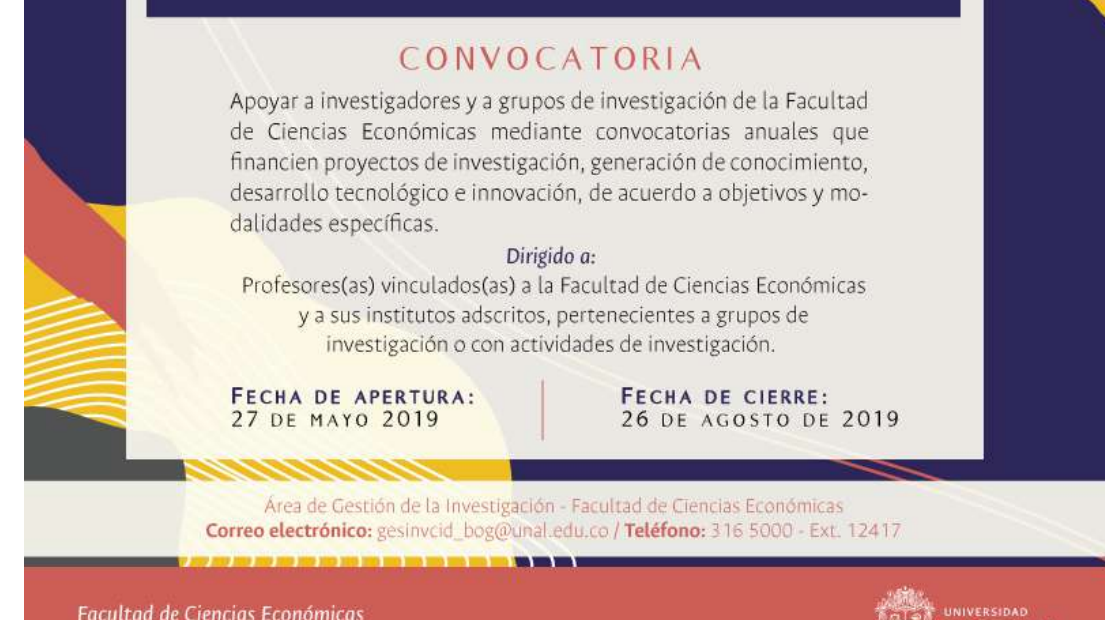 CONVOCATORIA
Apoyar a investigadores y a grupos de investigación de la Facultad
de Ciencias Económicas mediante convocatorias anuales que
financien proyectos de investigación, generación de conocimiento,
desarrollo tecnológico e innovación, de acuerdo a objetivos y mo-
dalidades específicas.
Dirigido a:
Profesores(as) vinculados(as) a la Facultad de Ciencias Económicas
y a sus institutos adscritos, pertenecientes a grupos de
investigación o con actividades de investigación.
FECHA DE APERTURA:
27 DE MAYO 2019
FECHA DE CIERRE:
26 DE AGOSTO DE 2019
Área de Gestión de la Investigación - Facultad de Ciencias Económicas
Correo electrónico: gesinvcid_bog@unal.edu.co / Teléfono: 316 5000 - Ext. 12417
Facultad de Ciencias Económicas
UNIVERSIDAD